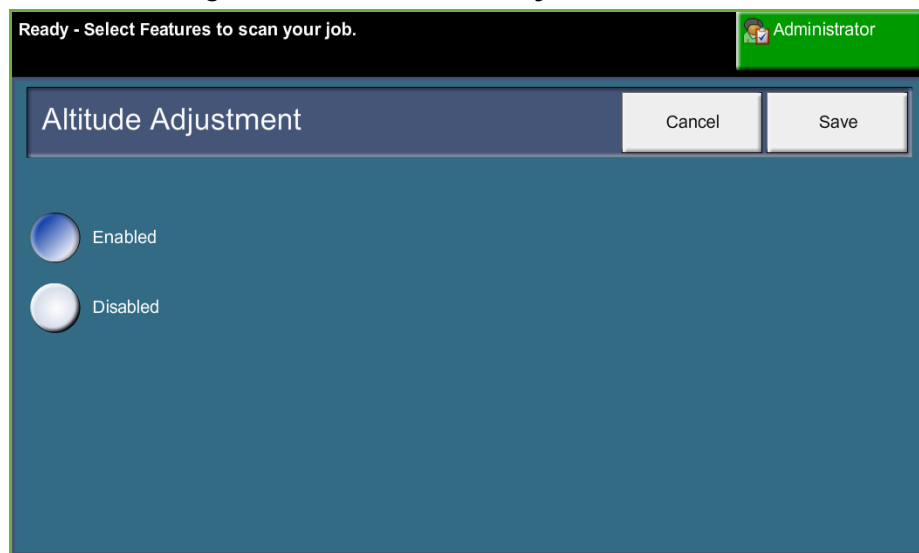 Ready - Select Features to scan your job.
Administrator
Altitude Adjustment
Cancel
Save
Enabled
Disabled